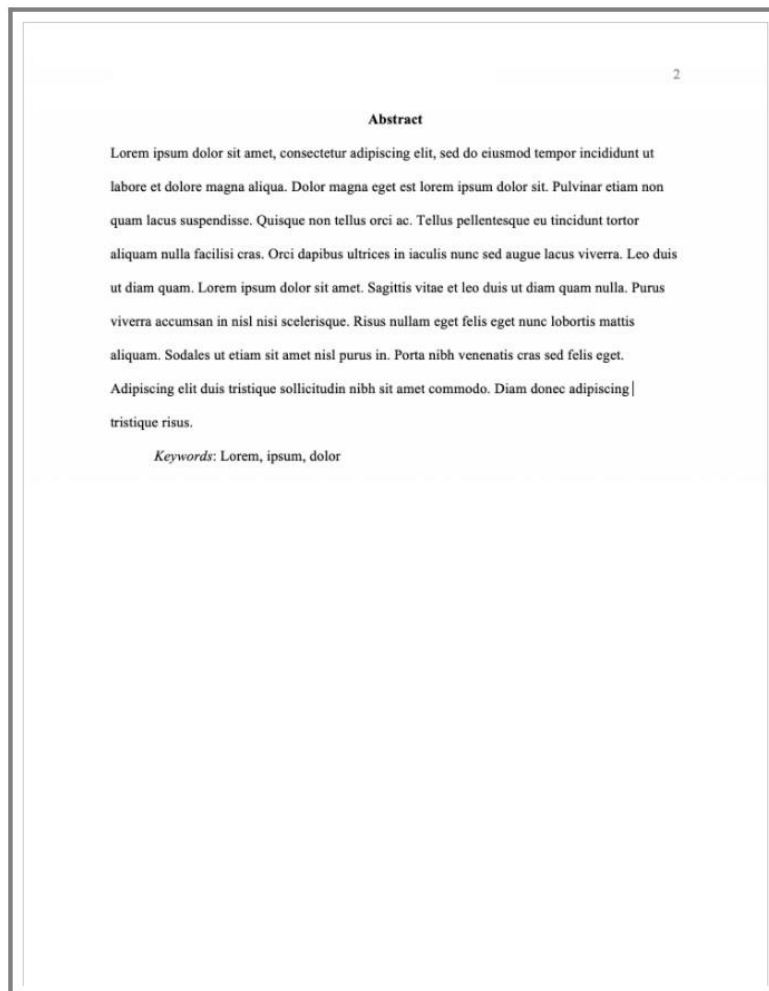 2
Abstract
Lorem ipsum dolor sit amet, consectetur adipiscing elit, sed do eiusmod tempor incididunt ut
labore et dolore magna aliqua. Dolor magna eget est lorem ipsum dolor sit. Pulvinar etiam non
quam lacus suspendisse. Quisque non tellus orci ac. Tellus pellentesque eu tincidunt tortor
aliquam nulla facilisi cras. Orci dapibus ultrices in iaculis nunc sed augue lacus viverra. Leo duis
ut diam quam. Lorem ipsum dolor sit amet. Sagittis vitae et leo duis ut diam quam nulla. Purus
viverra accumsan in nisl nisi scelerisque. Risus nullam eget felis eget nunc lobortis mattis
aliquam. Sodales ut etiam sit amet nisl purus in. Porta nibh venenatis cras sed felis eget.
Adipiscing elit duis tristique sollicitudin nibh sit amet commodo. Diam donec adipiscing
tristique risus.
Keywords: Lorem, ipsum, dolor